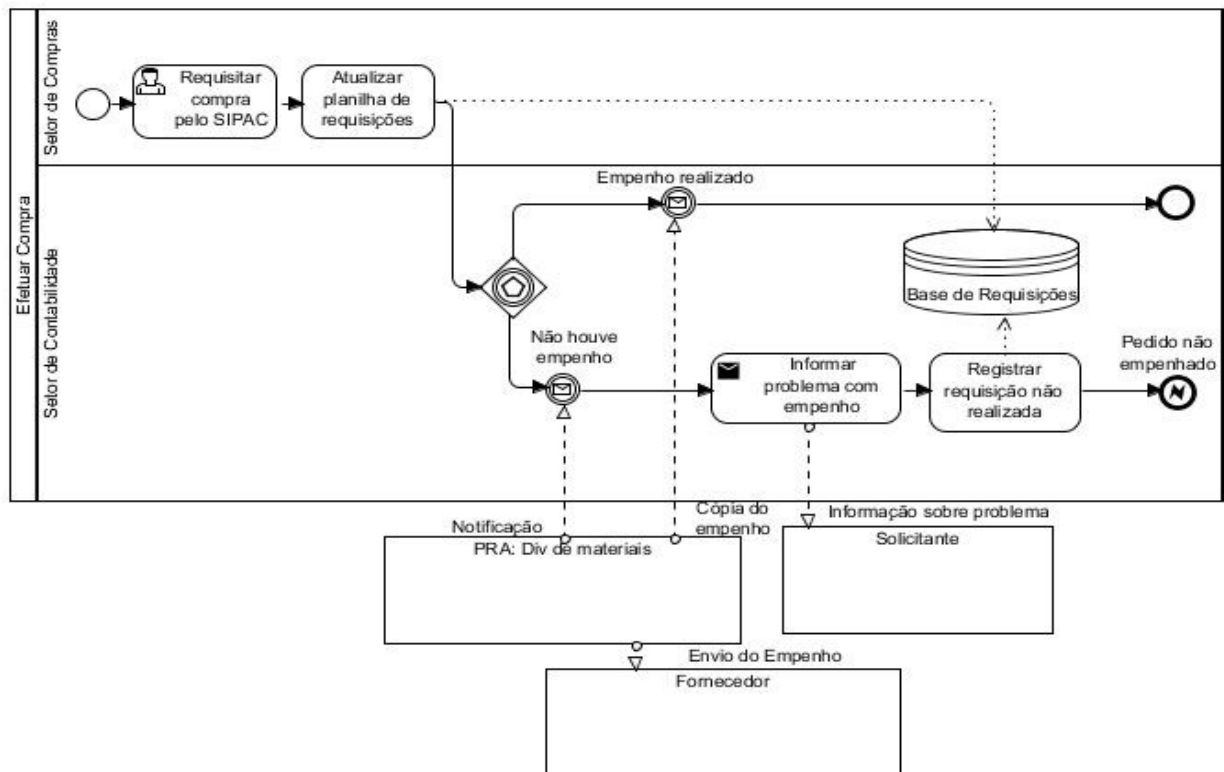 Efetuar Compra
Setor de Compras
Requisitar
compra
pelo SIPAC
Atualizar
planilha de
requisições
Setor de Contabilidade
Empenho realizado
Base de Requisições
Não houve
empenho
Informar
problema com
empenho
Registrar
requisição não
realizada
Pedido não
empenhado
Notificação
Cópia do
empenho
Informação sobre problema
PRA: Div de materiais
Solicitante
Envio do Empenho
Fornecedor